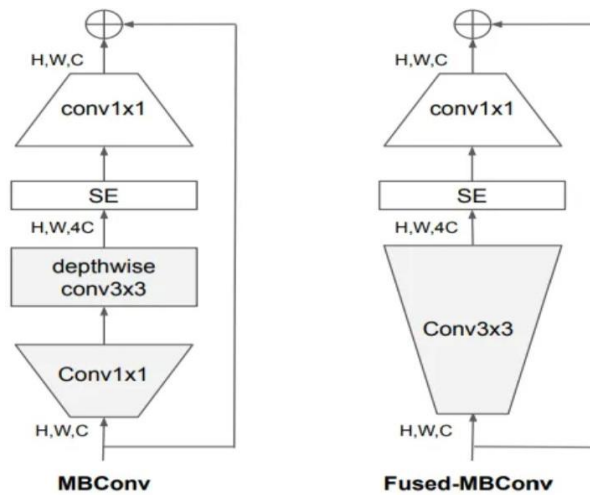 H,W,C
conv1x1
SE
H,W,4C
depthwise
conv3x3
Conv1x1
H,W,C
MBConv
H,W,C
conv1x1
SE
H,W,4C
Conv3x3
H,W,C
Fused-MBConv